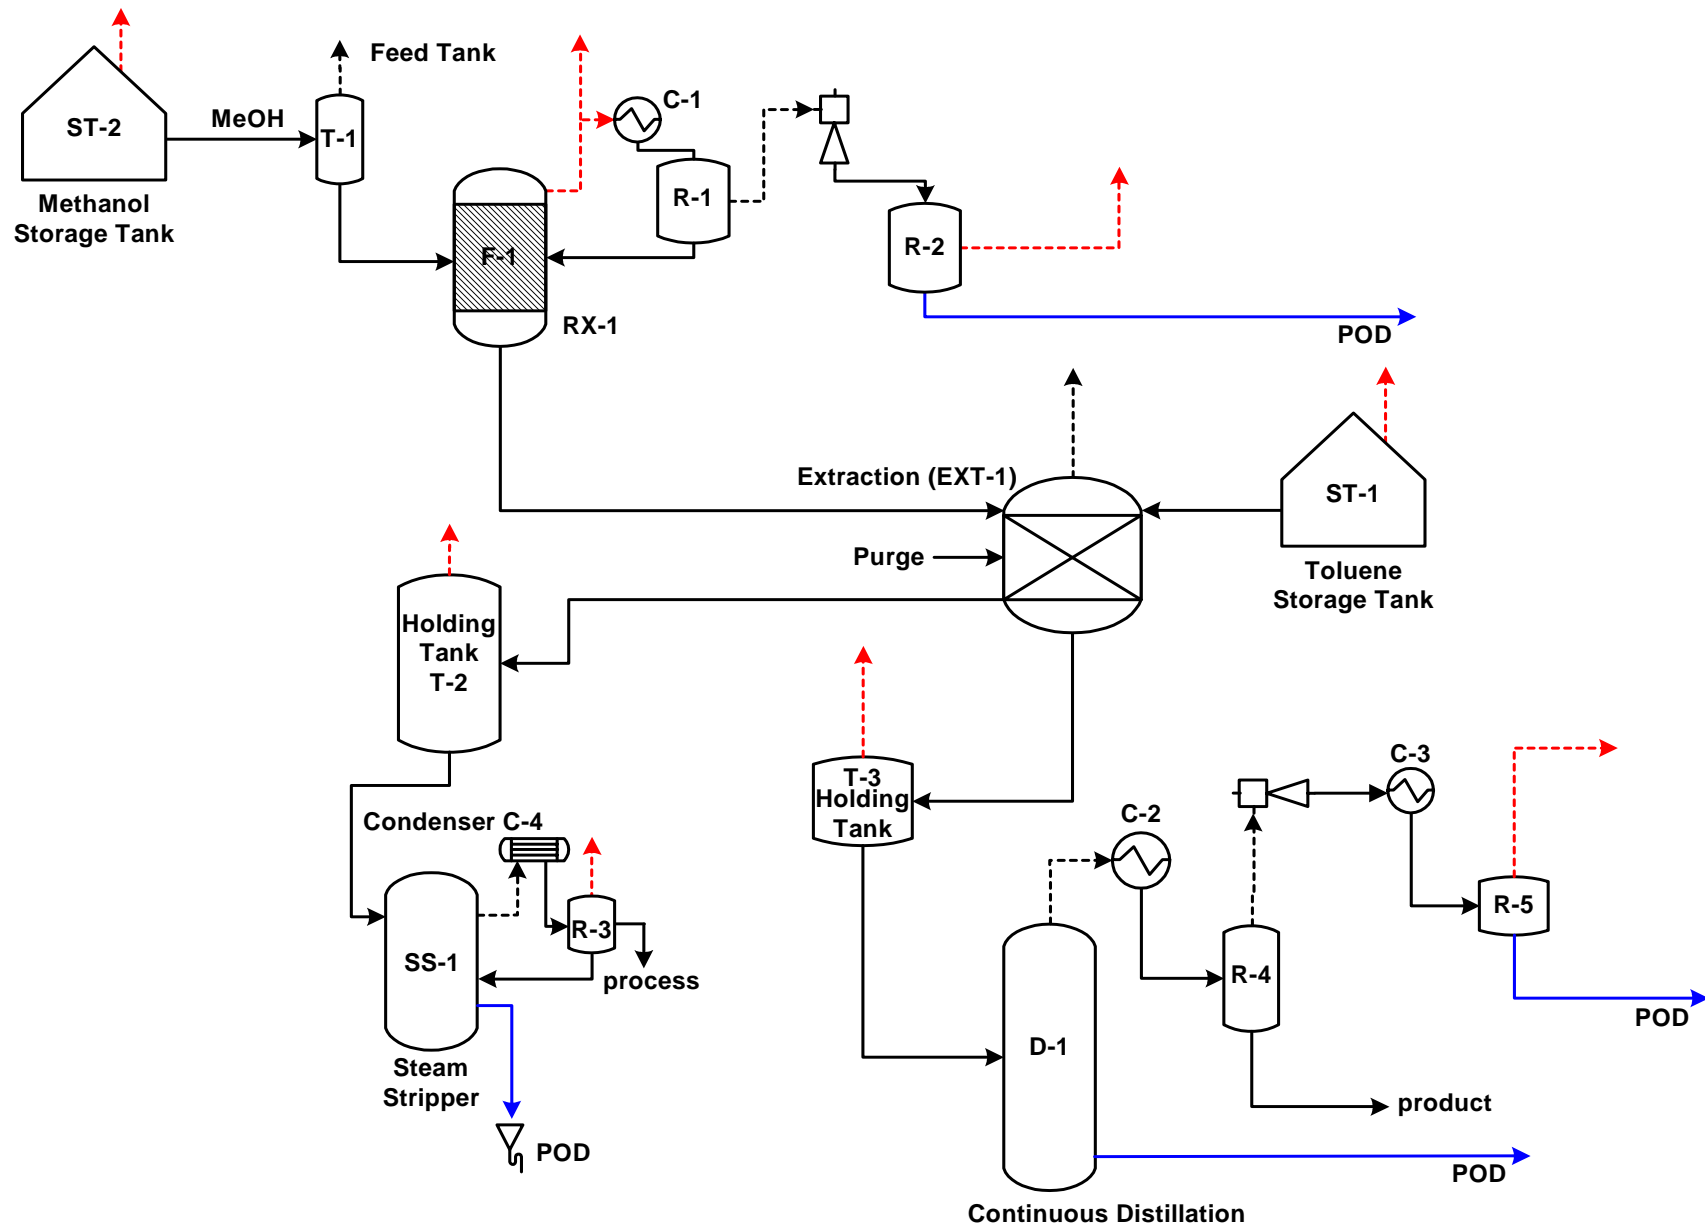 Feed Tank
ST-2
MeOH
T-1
C-1
Methanol
Storage Tank
F-1
R-1
R-2
RX-1
POD
Extraction (EXT-1)
ST-1
Purge
Toluene
Storage Tank
Holding
Tank
T-2
T-3
Holding
Tank
Condenser C-4
C-2
C-3
R-3
process
SS-1
R-4
R-5
POD
Steam
Stripper
D-1
product
POD
POD
Continuous Distillation